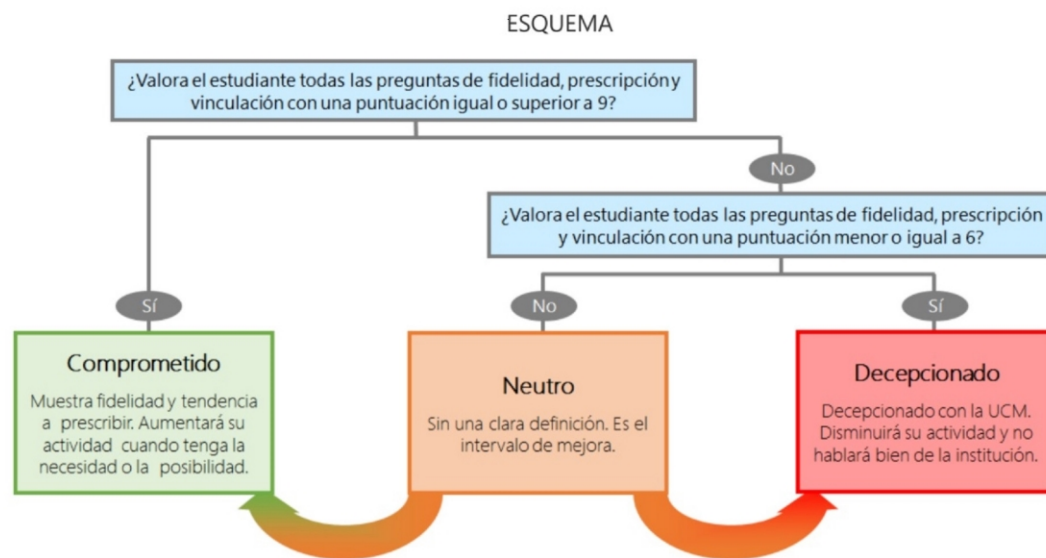 ESQUEMA
¿Valora el estudiante todas las preguntas de fidelidad, prescripción y
vinculación con una puntuación igual o superior a 9?
No
¿Valora el estudiante todas las preguntas de fidelidad, prescripción
y vinculación con una puntuación menor o igual a 6?
Sí
No
Sí
Comprometido
Muestra fidelidad y tendencia
a prescribir. Aumentará su
actividad cuando tenga la
necesidad o la posibilidad.
Neutro
Sin una clara definición. Es el
intervalo de mejora.
Decepcionado
Decepcionado con la UCM.
Disminuirá su actividad y no
hablará bien de la institución.